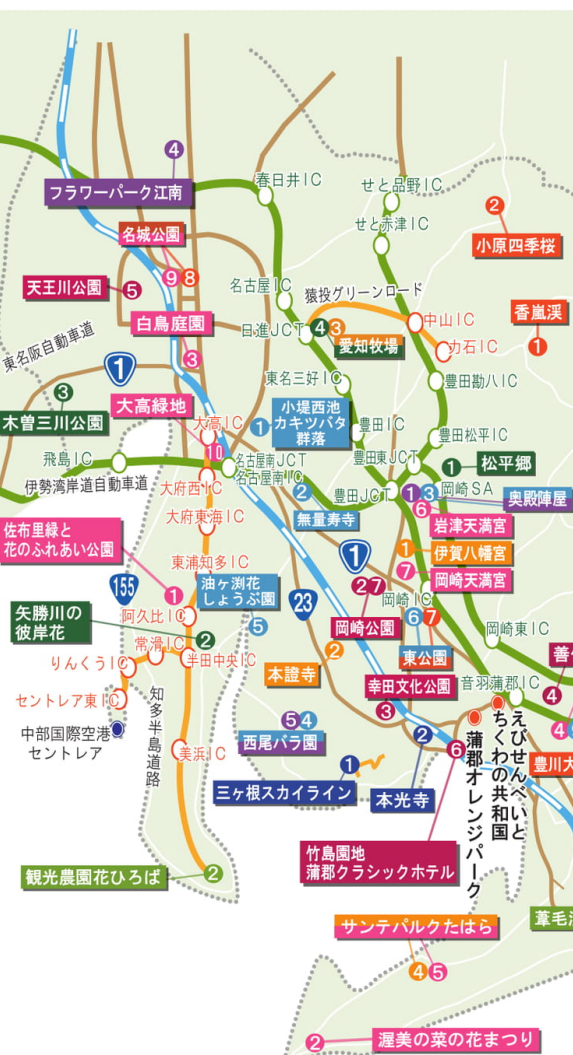 4
フラワーパーク江南
春日井IC
せと品野IC
2
小原四季桜
名城公園
せと赤津IC
9
8
天王川公園
5
名古屋IC
猿投グリーンロード
香嵐渓
1
白鳥庭園
3
日進JCT
4
3
愛知牧場
中山IC
力石IC
東名阪自動車道
1
東名三好IC
豊田勘八IC
3
木曽三川公園
大高緑地
大高IC
10
1
小堤西池
カキツバタ
群落
豊田IC
豊田松平IC
飛島IC
名古屋南JCT
名古屋南IC
豊田東JCT
1
松平郷
伊勢湾岸道自動車道
大府西IC
2
無量寿寺
豊田JCT
1
3
岡崎SA
奥殿陣屋
6
岩津天満宮
大府東海IC
佐布里緑と
花のふれあい公園
1
東浦知多IC
1
1
伊賀八幡宮
7
岡崎天満宮
155
油ヶ渕花
しょうぶ園
5
23
2
7
岡崎公園
岡崎IC
6
7
東公園
岡崎東IC
矢勝川の
彼岸花
2
阿久比IC
常滑IC
半田中央IC
りんくうIC
2
本證寺
善
4
セントレア東IC
幸田文化公園
3
音羽蒲郡IC
中部国際空港
セントレア
知多半島道路
美浜IC
5
4
西尾バラ園
2
本光寺
6
えびせんべいと
ちくわの共和国
蒲郡オレンジパーク
4
豊川大
1
三ヶ根スカイライン
竹島園地
蒲郡クラシックホテル
観光農園花ひろば
2
サンテパルクたはら
4
5
葦毛湿
2
渥美の菜の花まつり